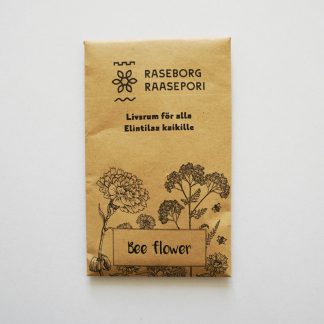 RASEBORG
RAASEPORI
Livsrum för alla
Elintilaa kaikille
Bee flower